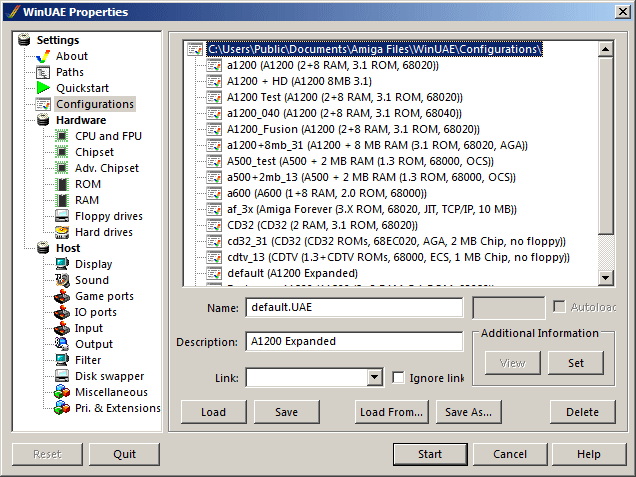 WinUAE Properties
Settings
About
Paths
Quickstart
Configurations
Hardware
CPU and FPU
Chipset
Adv. Chipset
ROM
RAM
Floppy drives
Hard drives
Host
Display
Sound
Game ports
IO ports
Input
Output
Filter
Disk swapper
Miscellaneous
Pri. & Extensions
C:\Users\Public\Documents\Amiga Files\WinUAE\Configurations\
a1200 (A1200 (2+8 RAM, 3.1 ROM, 68020))
A1200 + HD (A1200 8MB 3.1)
A1200 Test (A1200 (2+8 RAM, 3.1 ROM, 68020))
a1200_040 (A1200 (2+8 RAM, 3.1 ROM, 68040))
A1200_Fusion (A1200 (2+8 RAM, 3.1 ROM, 68020))
a1200+8mb_31 (A1200 + 8 MB RAM (3.1 ROM, 68020, AGA))
A500_test (A500 + 2 MB RAM (1.3 ROM, 68000, OCS))
a500+2mb_13 (A500 + 2 MB RAM (1.3 ROM, 68000, OCS))
a600 (A600 (1+8 RAM, 2.0 ROM, 68000))
af_3x (Amiga Forever (3.X ROM, 68020, JIT, TCP/IP, 10 MB))
CD32 (CD32 (2 RAM, 3.1 ROM, 68020))
cd32_31 (CD32 (CD32 ROMs, 68EC020, AGA, 2 MB Chip, no floppy))
cdtv_13 (CDTV (1.3+CDTV ROMs, 68000, ECS, 1 MB Chip, no floppy))
default (A1200 Expanded)
Name:
default.UAE
Autoload
Description:
A1200 Expanded
Additional Information
View
Set
Link:
Ignore link
Load
Save
Load From...
Save As...
Delete
Reset
Quit
Start
Cancel
Help